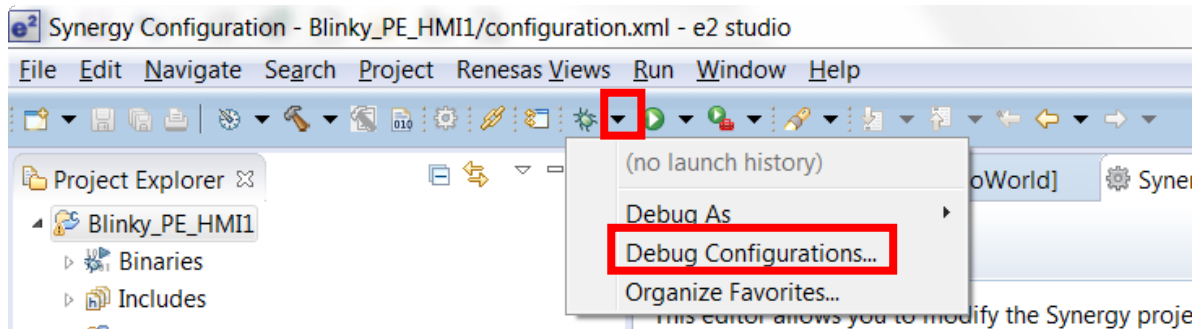 e² Synergy Configuration - Blinky_PE_HMI1/configuration.xml - e2 studio
File Edit Navigate Search Project Renesas Views Run Window Help
010
Project Explorer
(no launch history)
oWorld]
Syner
Blinky_PE_HMI1
Debug As
Binaries
Debug Configurations...
Includes
Organize Favorites...
This editor allows you to modify the Synergy proje